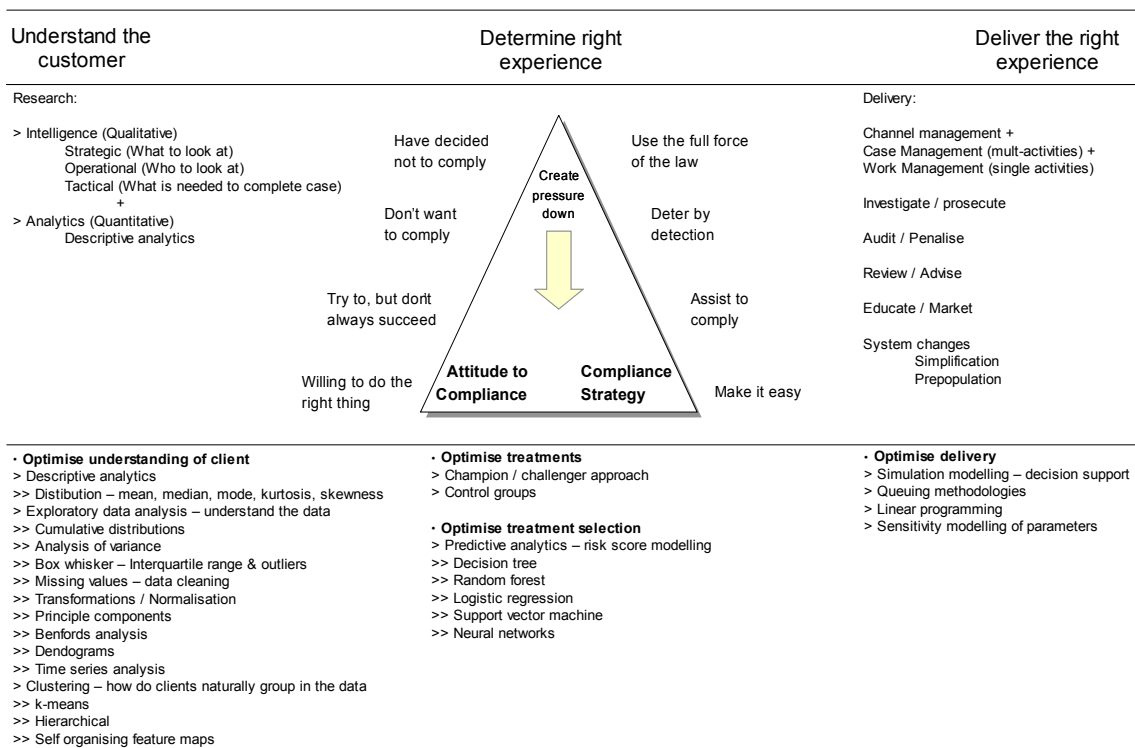 Understand the
customer
Determine right
experience
Deliver the right
experience
Research:
> Intelligence (Qualitative)
Strategic (What to look at)
Operational (Who to look at)
Tactical (What is needed to complete case)
+
> Analytics (Quantitative)
Descriptive analytics
Have decided
not to comply
Don't want
to comply
Try to, but don't
always succeed
Willing to do the
right thing
Create
pressure
down
Attitude to
Compliance
Compliance
Strategy
Use the full force
of the law
Deter by
detection
Assist to
comply
Make it easy
Delivery:
Channel management +
Case Management (mult-activities) +
Work Management (single activities)
Investigate / prosecute
Audit / Penalise
Review / Advise
Educate / Market
System changes
Simplification
Prepopulation
· Optimise understanding of client
> Descriptive analytics
>> Distibution – mean, median, mode, kurtosis, skewness
> Exploratory data analysis – understand the data
>> Cumulative distributions
>> Analysis of variance
>> Box whisker – Interquartile range & outliers
>> Missing values – data cleaning
>> Transformations / Normalisation
>> Principle components
>> Benfords analysis
>> Dendograms
>> Time series analysis
> Clustering – how do clients naturally group in the data
>> k-means
>> Hierarchical
>> Self organising feature maps
· Optimise treatments
> Champion / challenger approach
> Control groups
· Optimise treatment selection
> Predictive analytics – risk score modelling
>> Decision tree
>> Random forest
>> Logistic regression
>> Support vector machine
>> Neural networks
· Optimise delivery
> Simulation modelling – decision support
> Queuing methodologies
> Linear programming
> Sensitivity modelling of parameters